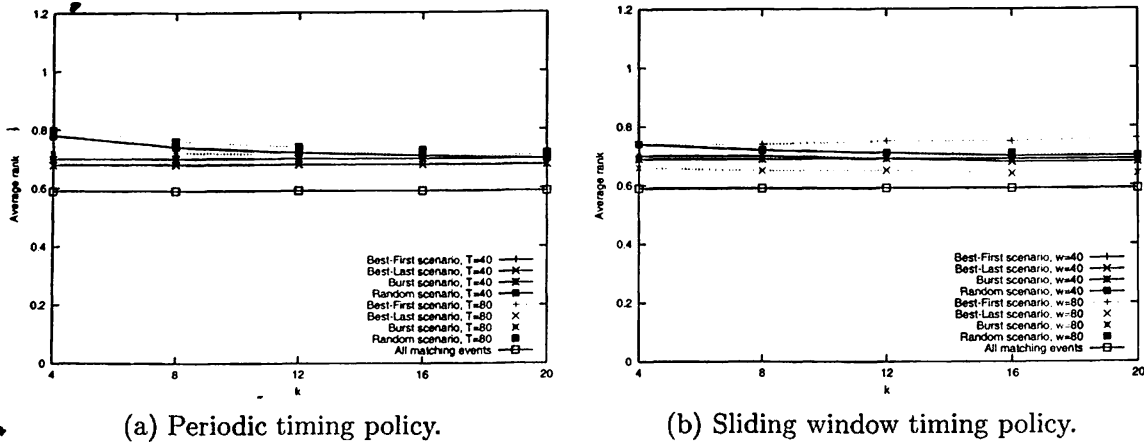 1.2
1
0.8
0.6
0.4
0.2
0
Average rank
Best-First scenario, T=40
Best-Last scenario, T=40
Burst scenario, T=40
Random scenario, T=40
Best-First scenario, T=80
Best-Last scenario, T=80
Burst scenario, T=80
Random scenario, T=80
All matching events
4 8 12 16 20
k
(a) Periodic timing policy.
1.2
1
0.8
0.6
0.4
0.2
0
Average rank
Best-First scenario, w=40
Best-Last scenario, w=40
Burst scenario, w=40
Random scenario, w=40
Best-First scenario, w=80
Best-Last scenario, w=80
Burst scenario, w=80
Random scenario, w=80
All matching events
4 8 12 16 20
k
(b) Sliding window timing policy.